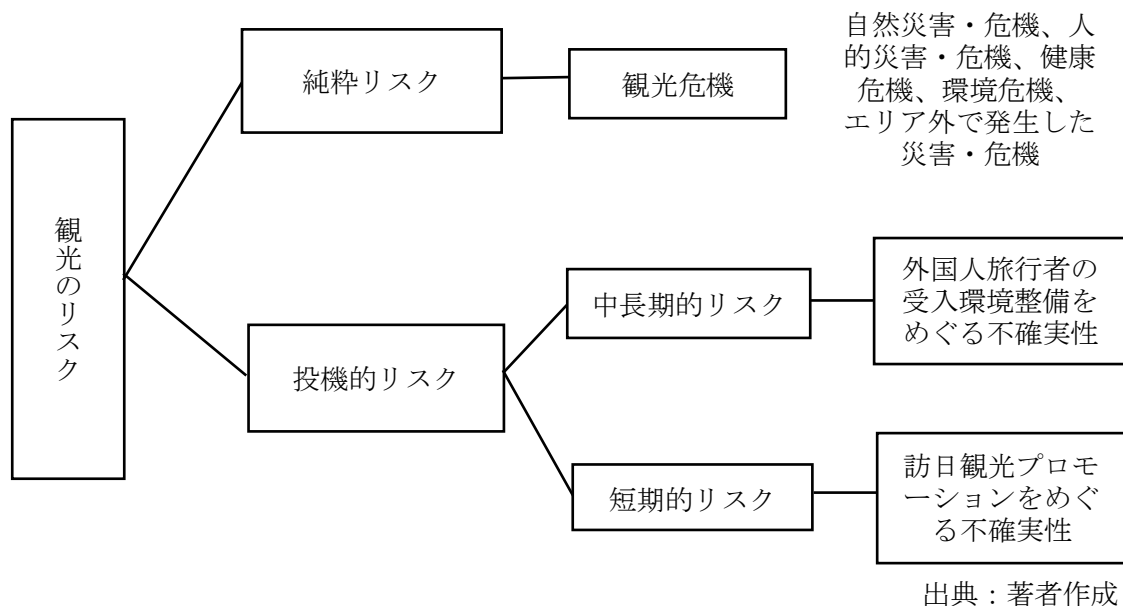 観光のリスク
純粋リスク
観光危機
自然災害・危機、人
的災害・危機、健康
危機、環境危機、
エリア外で発生した
災害・危機
投機的リスク
中長期的リスク
外国人旅行者の
受入環境整備を
めぐる不確実性
短期的リスク
訪日観光プロモ
ーションをめぐ
る不確実性
出典：著者作成